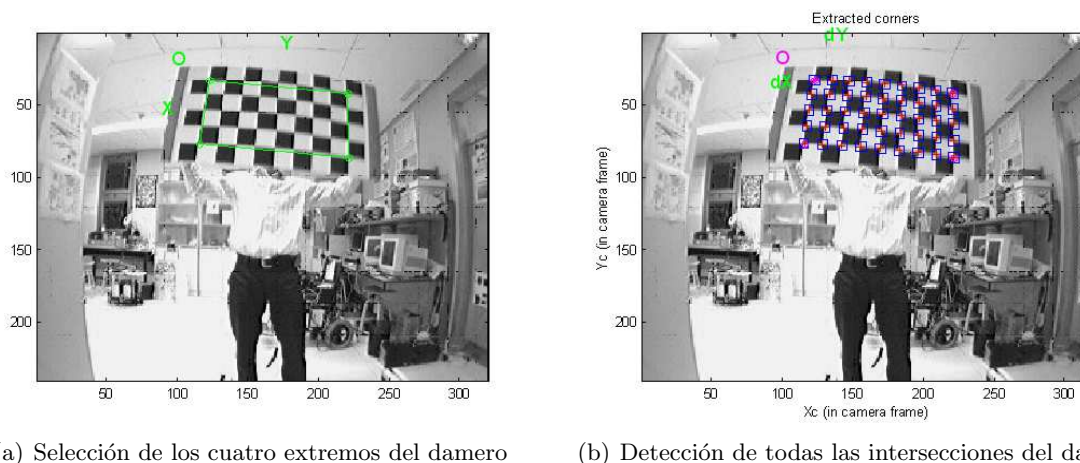 O
Y
X
50
100
150
200
50
100
150
200
250
300
(a) Selección de los cuatro extremos del damero
Extracted corners
dY
O
dX
50
100
150
200
Yc (in camera frame)
50
100
150
200
250
300
Xc (in camera frame)
(b) Detección de todas las intersecciones del da